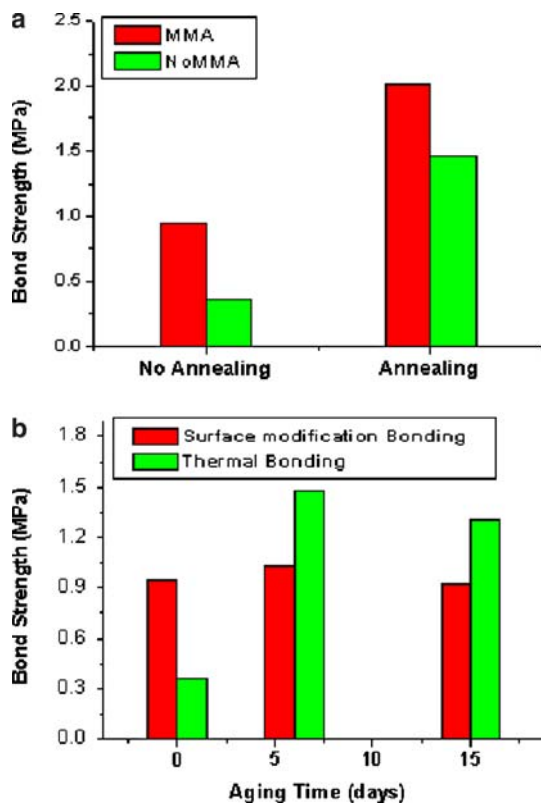 a
2.5
2.0
1.5
1.0
0.5
0.0
Bond Strength (MPa)
MMA
NoMMA
No Annealing
Annealing
b
1.8
1.5
1.2
0.9
0.6
0.3
0.0
Bond Strength (MPa)
Surface modification Bonding
Thermal Bonding
0
5
10
15
Aging Time (days)